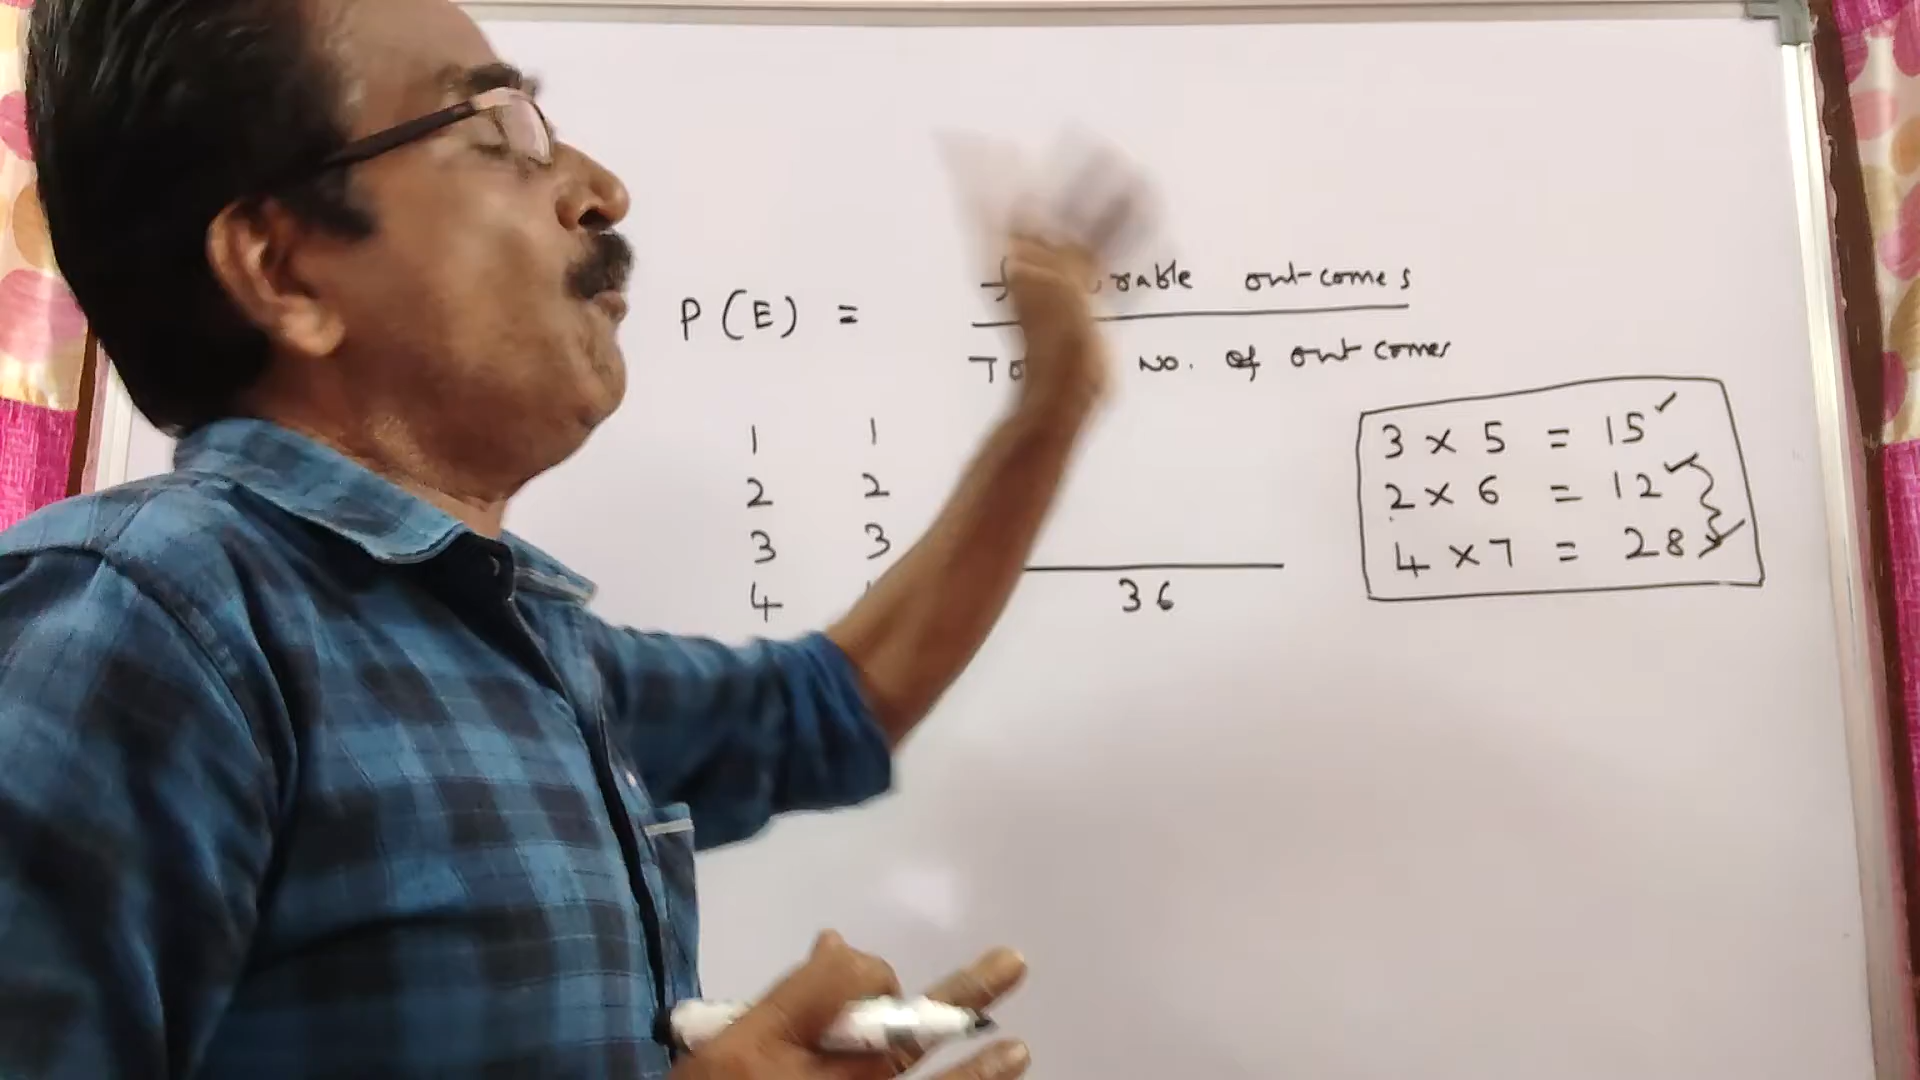 P(E) = outcomes
No. of outcomes
1 1
2 2
3 3
4
36
3 x 5 = 15 ✓
2 x 6 = 12 ✓
4 x 7 = 28 ✓